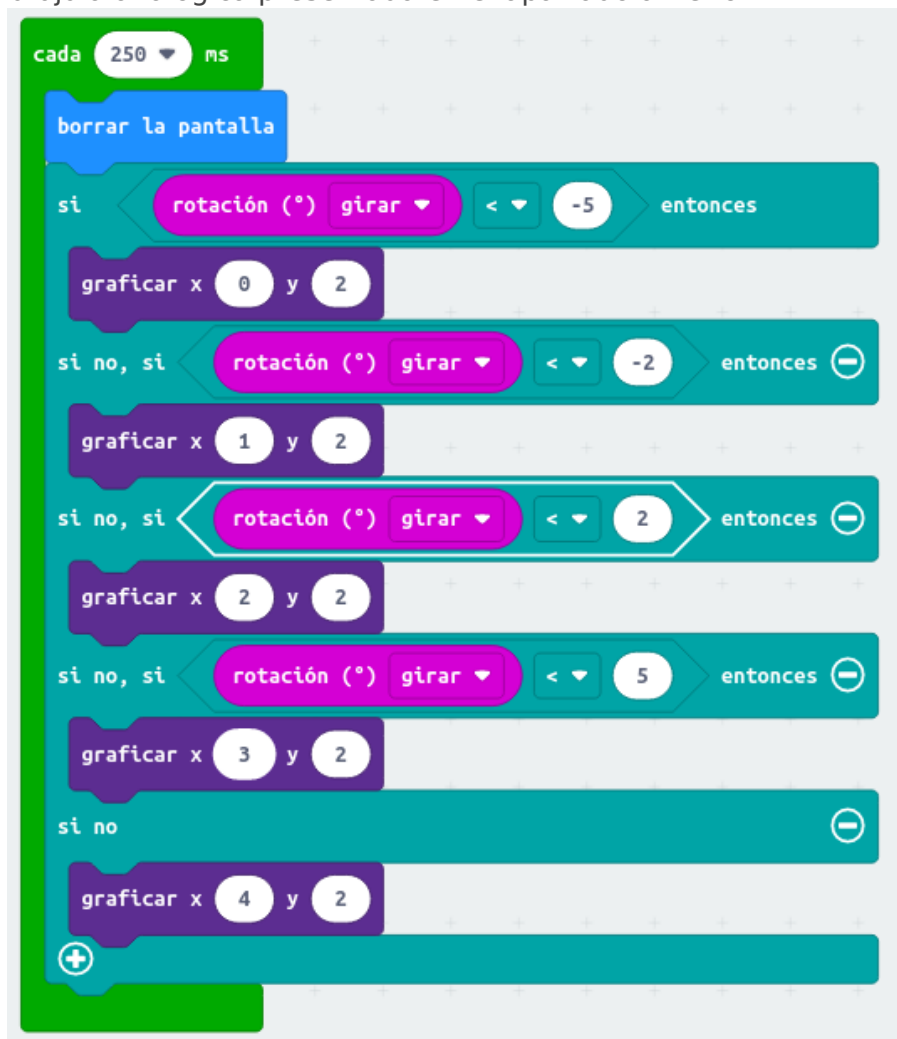 cada 250 ms
borrar la pantalla
si rotación (°) girar < -5 entonces
graficar x 0 y 2
si no, si rotación (°) girar < -2 entonces
graficar x 1 y 2
si no, si rotación (°) girar < 2 entonces
graficar x 2 y 2
si no, si rotación (°) girar < 5 entonces
graficar x 3 y 2
si no
graficar x 4 y 2